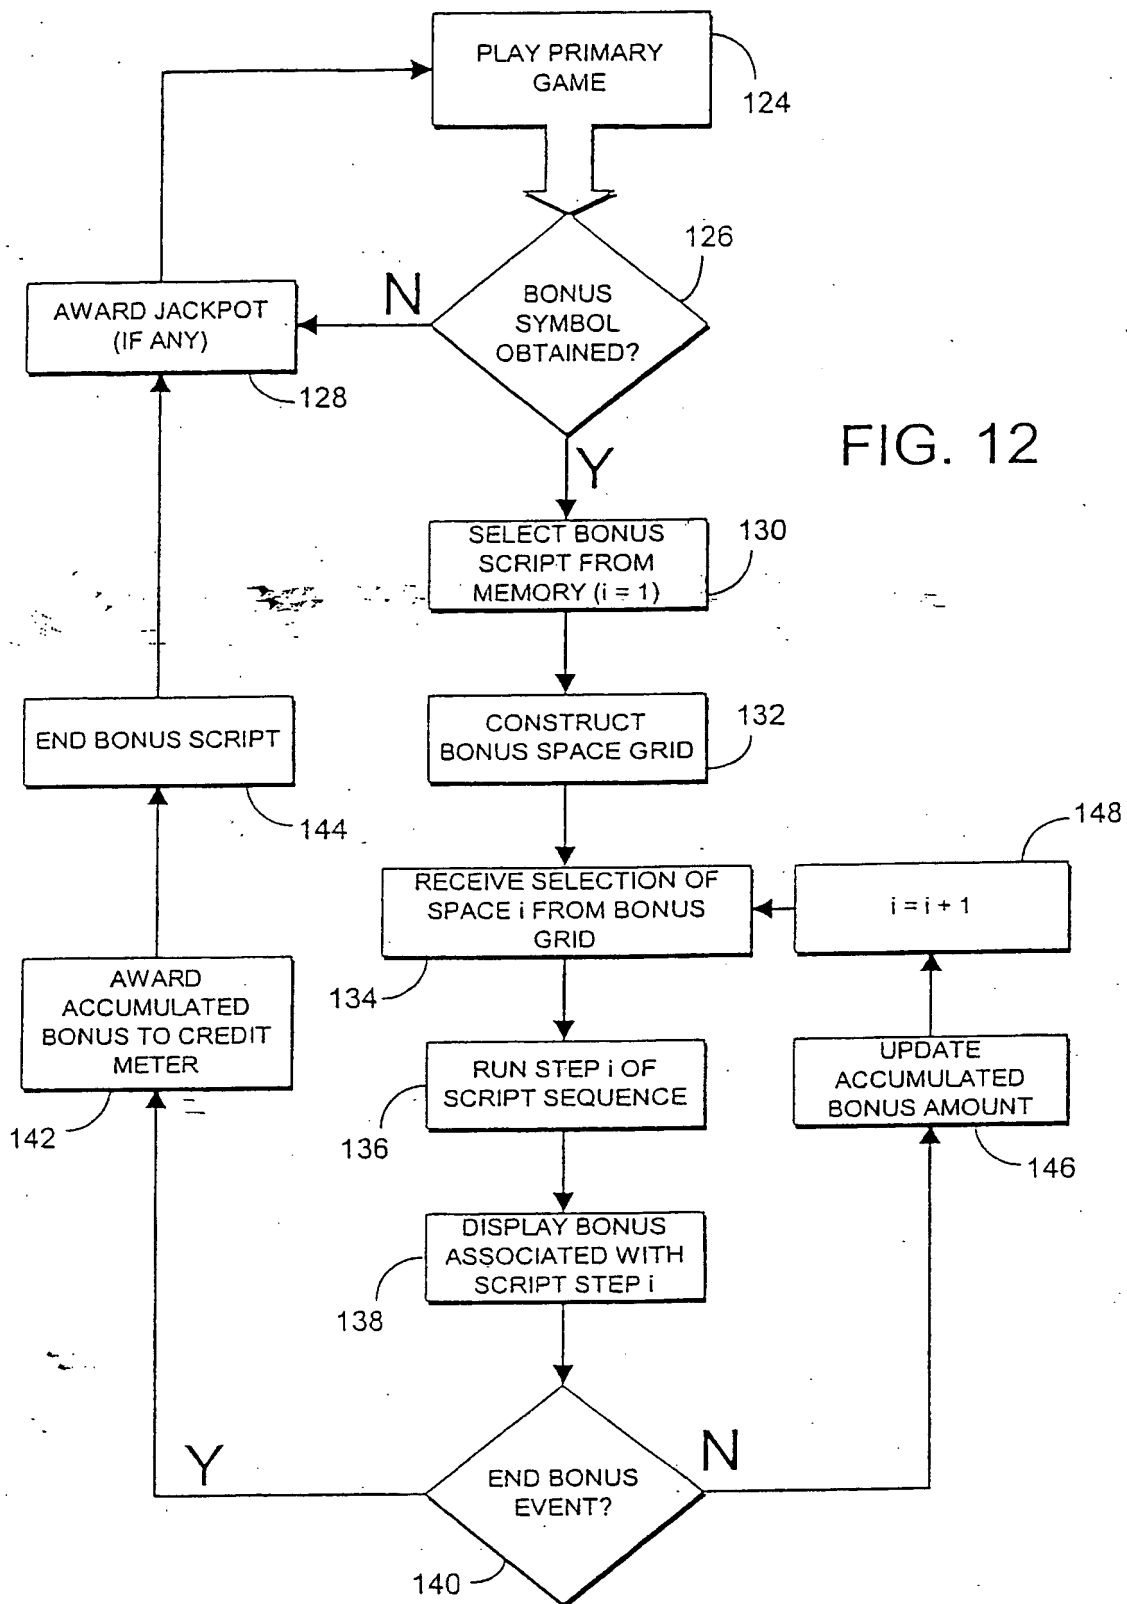 PLAY PRIMARY
GAME
124
126
BONUS
SYMBOL
OBTAINED?
N
AWARD JACKPOT
(IF ANY)
128
FIG. 12
Y
SELECT BONUS
SCRIPT FROM
MEMORY (i = 1)
130
CONSTRUCT
BONUS SPACE GRID
132
END BONUS SCRIPT
144
148
RECEIVE SELECTION OF
SPACE i FROM BONUS
GRID
134
i = i + 1
AWARD
ACCUMULATED
BONUS TO CREDIT
METER
142
RUN STEP i OF
SCRIPT SEQUENCE
136
UPDATE
ACCUMULATED
BONUS AMOUNT
146
DISPLAY BONUS
ASSOCIATED WITH
SCRIPT STEP i
138
Y
N
END BONUS
EVENT?
140